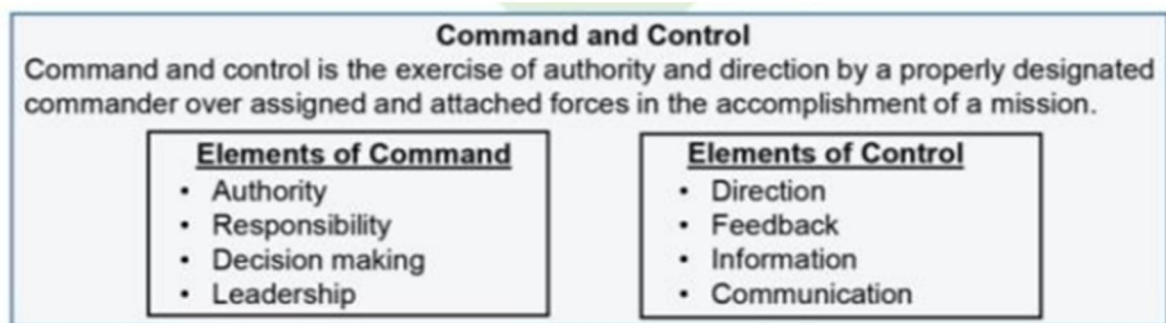 Command and Control
Command and control is the exercise of authority and direction by a properly designated
commander over assigned and attached forces in the accomplishment of a mission.
Elements of Command
• Authority
• Responsibility
• Decision making
• Leadership
Elements of Control
• Direction
• Feedback
• Information
• Communication